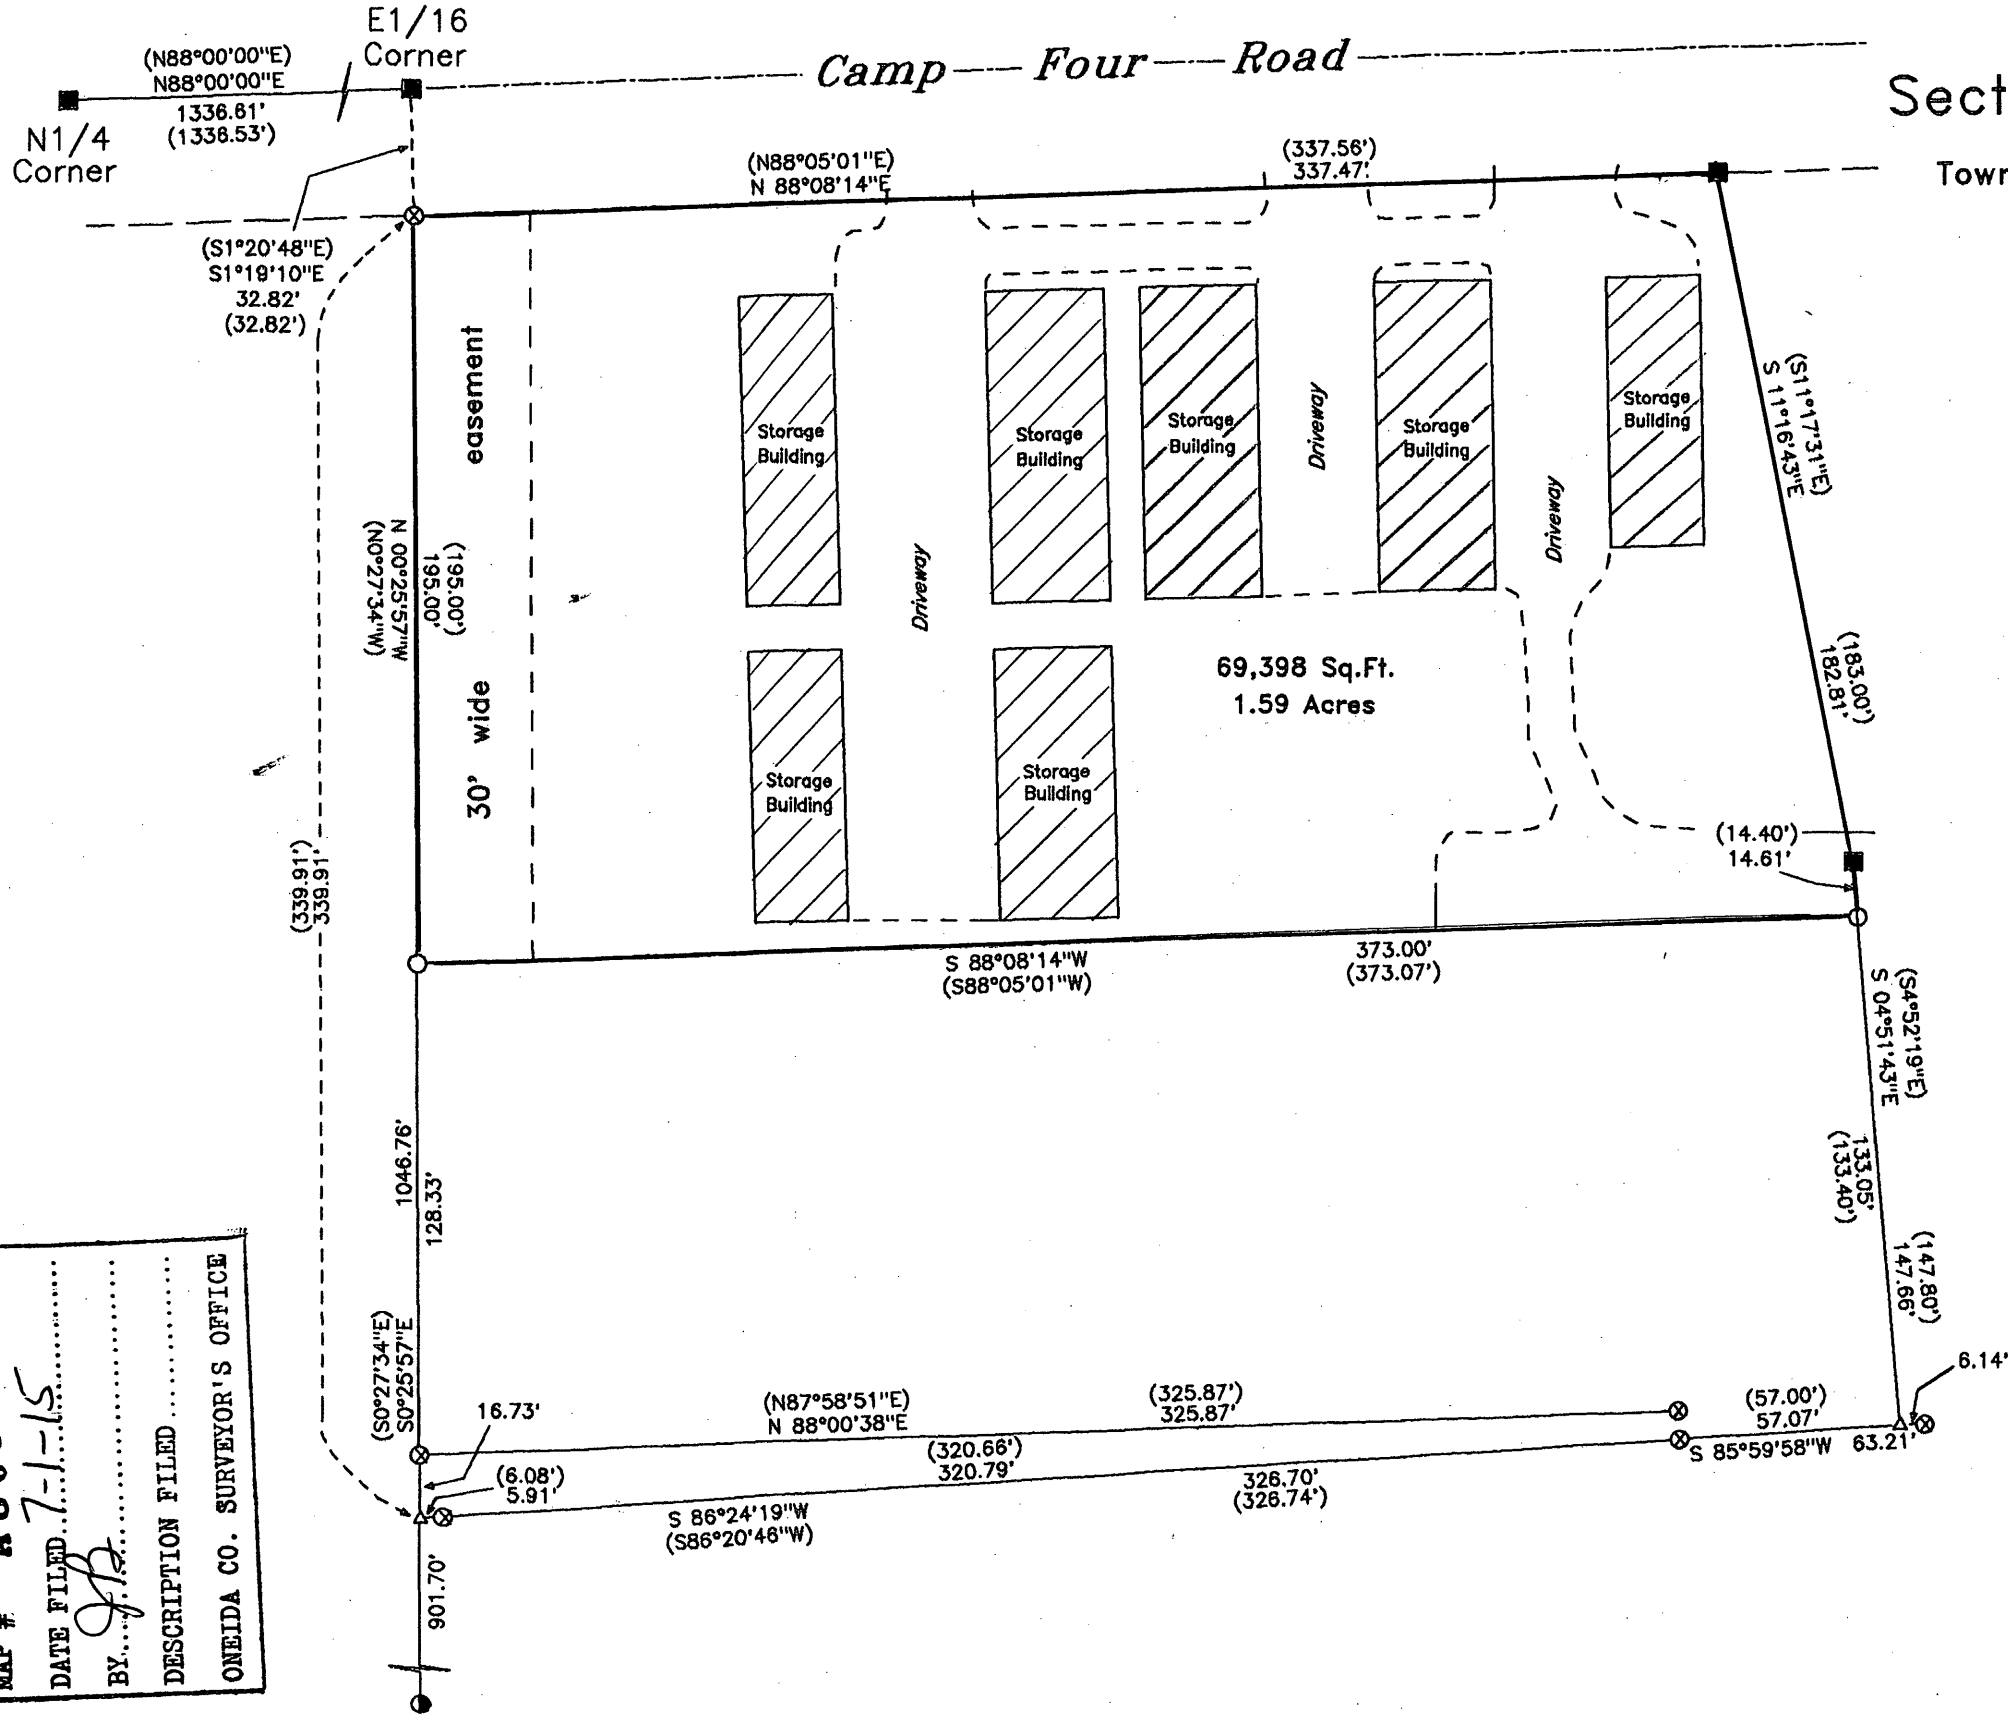 E1/16
Corner
(N88°00'00"E)
N88°00'00"E
1336.61'
(1336.53')
N1/4
Corner
Camp Four Road
Sect
Town
(N88°05'01"E)
N 88°08'14"E
(337.56')
337.47'
(S1°20'48"E)
S1°19'10"E
32.82'
(32.82')
30' wide easement
(195.00')
195.00'
N 00°25'57"W
(N0°27'34"W)
(339.91')
339.91'
Storage
Building
Storage
Building
Storage
Building
Storage
Building
Storage
Building
Driveway
Driveway
Driveway
(S11°17'31"E)
S 11°16'43"E
(183.00')
182.81'
69,398 Sq.Ft.
1.59 Acres
Storage
Building
Storage
Building
(14.40')
14.61'
S 88°08'14"W
(S88°05'01"W)
373.00'
(373.07')
(S4°52'19"E)
S 04°51'43"E
133.05'
(133.40')
(147.80')
147.66'
6.14'
1046.76'
128.33'
(S0°27'34"E)
S0°25'57"E
16.73'
(6.08')
5.91'
(N87°58'51"E)
N 88°00'38"E
(325.87')
325.87'
(320.66')
320.79'
326.70'
(326.74')
(57.00')
57.07'
S 85°59'58"W
63.21'
S 86°24'19"W
(S86°20'46"W)
901.70'
MAP #
DATE FILED 7-1-15
BY
DESCRIPTION FILED
ONEIDA CO. SURVEYOR'S OFFICE